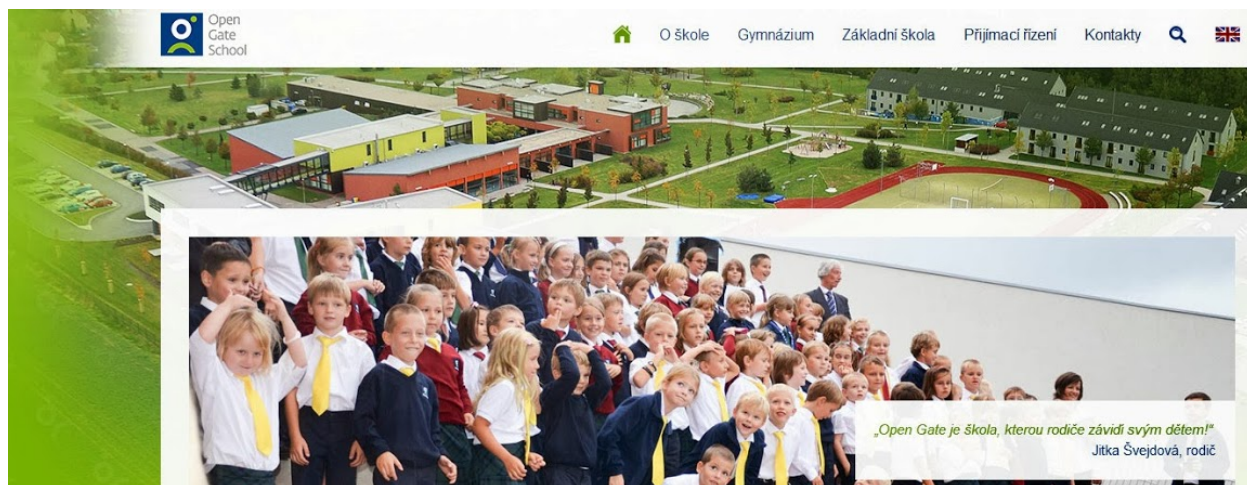 Open
Gate
School
O škole Gymnázium Základní škola Přijímací řízení Kontakty
„Open Gate je škola, kterou rodiče závidí svým dětem!“
Jitka Švejdová, rodič